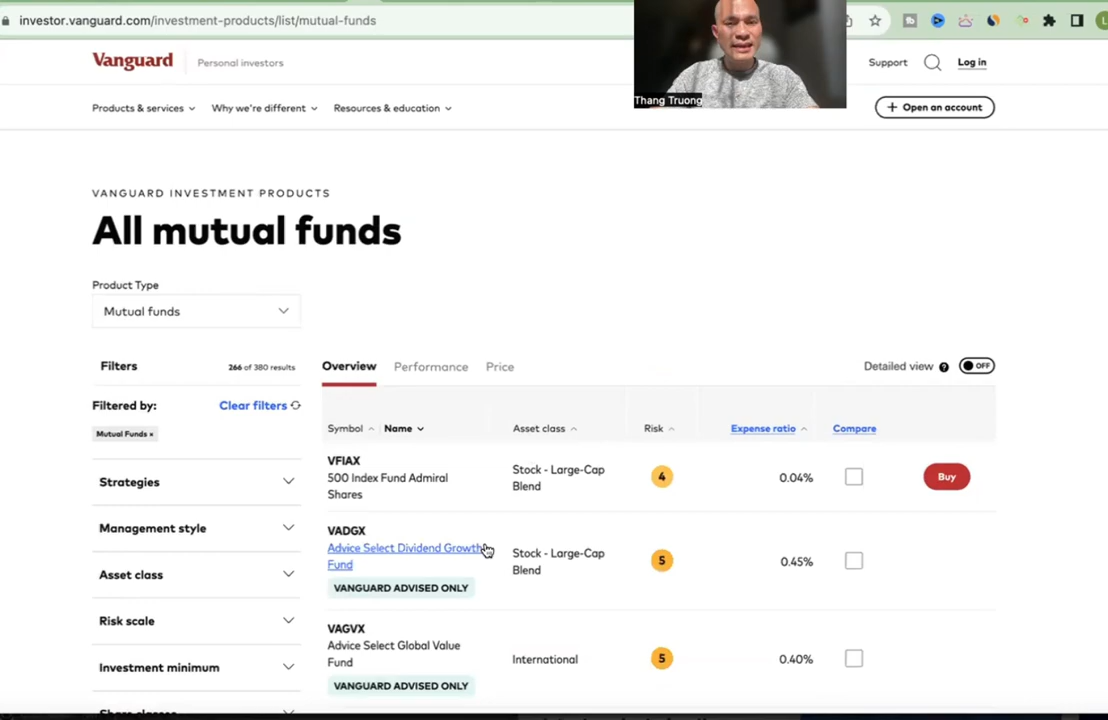 investor.vanguard.com/investment-products/list/mutual-funds
Vanguard
Personal investors
Support
Log in
Thang Truong
Products & services
Why we're different
Resources & education
+ Open an account
VANGUARD INVESTMENT PRODUCTS
All mutual funds
Product Type
Mutual funds
Filters
266 of 380 results
Overview
Performance
Price
Detailed view
OFF
Filtered by:
Clear filters
Mutual Funds ×
Symbol
Name
Asset class
Risk
Expense ratio
Compare
Strategies
Management style
Asset class
Risk scale
Investment minimum
VFIAX
500 Index Fund Admiral
Shares
Stock - Large-Cap
Blend
4
0.04%
Buy
VADGX
Advice Select Dividend Growth
Fund
VANGUARD ADVISED ONLY
Stock - Large-Cap
Blend
5
0.45%
VAGVX
Advice Select Global Value
Fund
VANGUARD ADVISED ONLY
International
5
0.40%